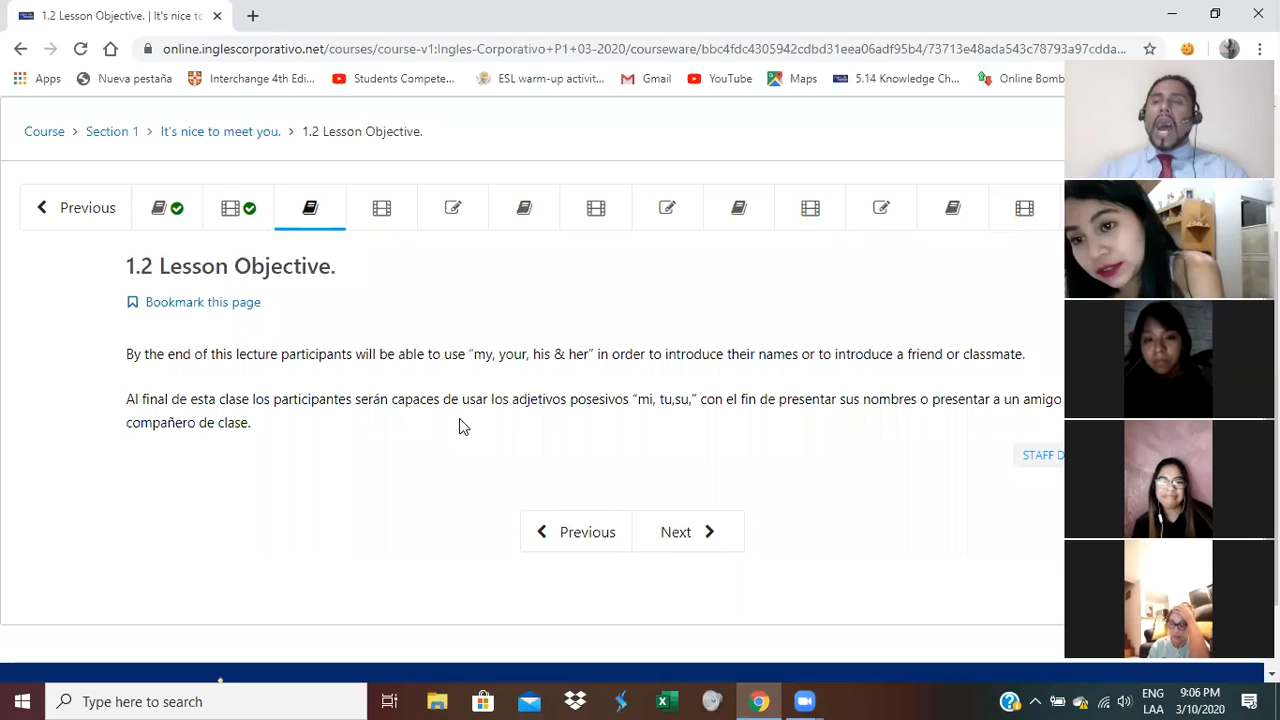 1.2 Lesson Objective. | It's nice to
online.inglescorporativo.net/courses/course-v1:Ingles-Corporativo+P1+03-2020/courseware/bbc4fdc4305942cdbd31eea06adf95b4/73713e48ada543c78793a97cdda...
Apps Nueva pestaña Interchange 4th Edi... Students Compete... ESL warm-up activit... Gmail YouTube Maps 5.14 Knowledge Ch... Online Bomb
Course > Section 1 > It's nice to meet you. > 1.2 Lesson Objective.
Previous
1.2 Lesson Objective.
Bookmark this page
By the end of this lecture participants will be able to use “my, your, his & her” in order to introduce their names or to introduce a friend or classmate.
Al final de esta clase los participantes serán capaces de usar los adjetivos posesivos “mi, tu,su,” con el fin de presentar sus nombres o presentar a un amigo
compañero de clase.
STAFF D
Previous Next
Type here to search
ENG 9:06 PM
LAA 3/10/2020